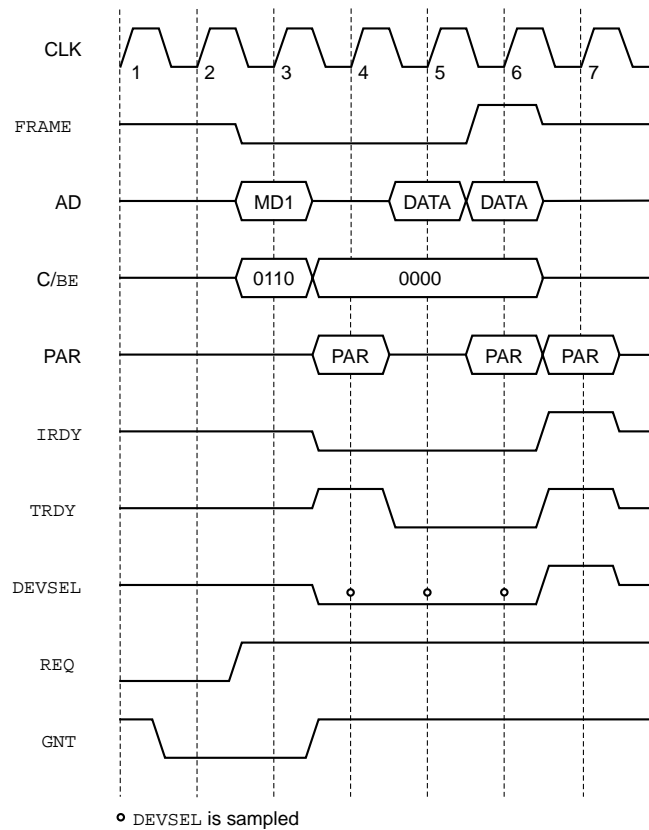 CLK
1 2 3 4 5 6 7
FRAME
AD MD1 DATA DATA
C/BE 0110 0000
PAR PAR PAR PAR
IRDY
TRDY
DEVSEL
REQ
GNT
DEVSEL is sampled